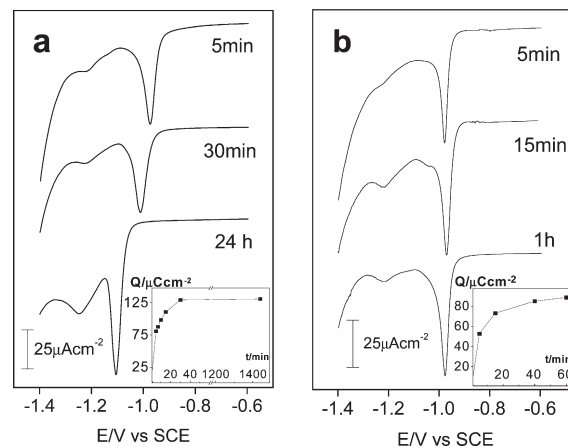 a
5min
30min
24 h
Q/μCcm-2
125
75
25
20 40 1200 1400
t/min
25μAcm-2
-1.4 -1.2 -1.0 -0.8 -0.6
E/V vs SCE
b
5min
15min
1h
Q/μCcm-2
80
60
40
20
t/min
20 40 60
25μAcm-2
-1.4 -1.2 -1.0 -0.8 -0.6
E/V vs SCE